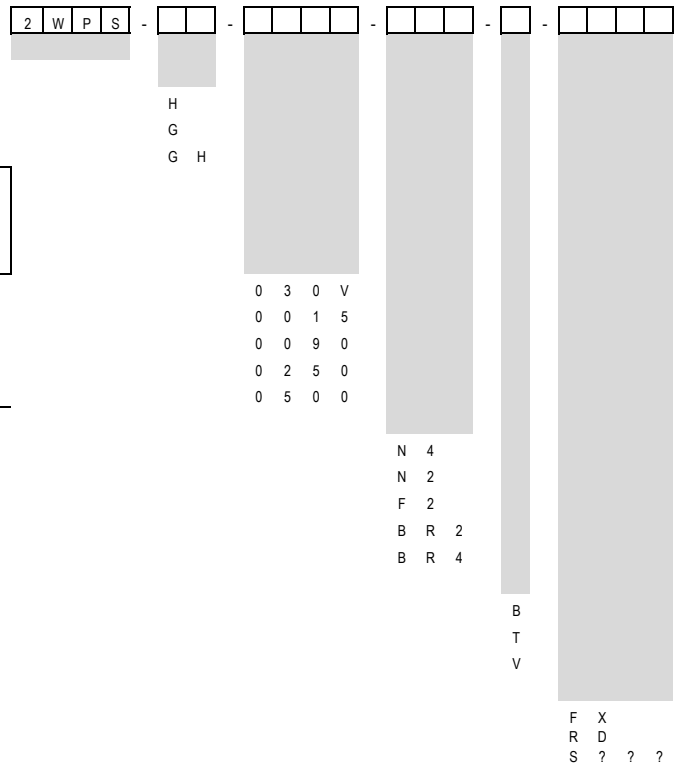 2 W P S - - - - -
H
G
G H
0 3 0 V
0 0 1 5
0 0 9 0
0 2 5 0
0 5 0 0
N 4
N 2
F 2
B R 2
B R 4
B
T
V
F X
R D
S ? ? ?